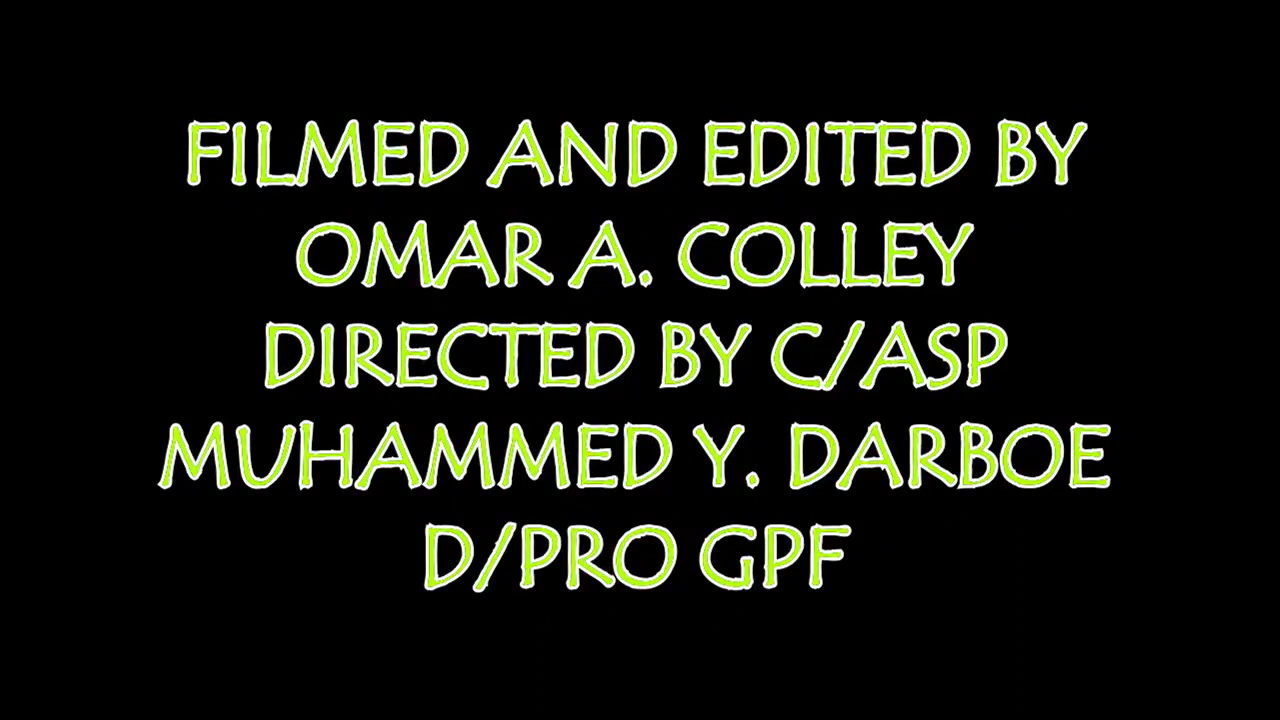 FILMED AND EDITED BY
OMAR A. COLLEY
DIRECTED BY C/ASP
MUHAMMED Y. DARBOE
D/PRO GPF